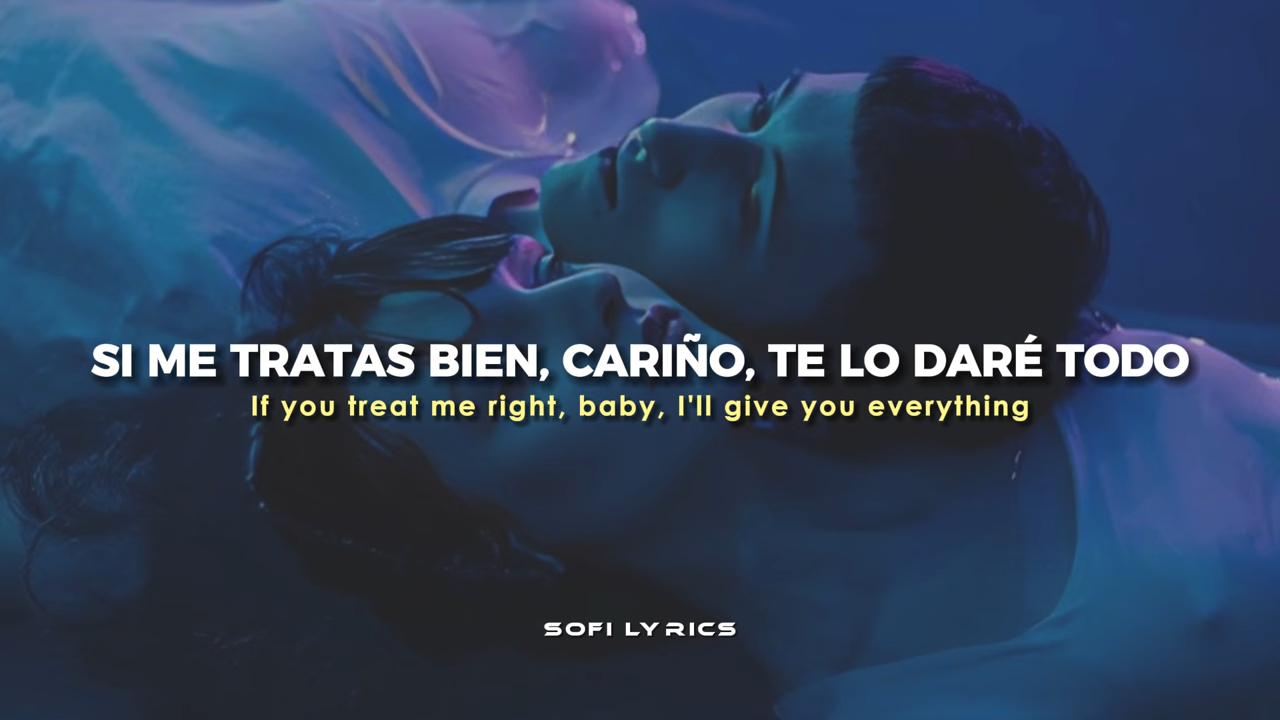 SI ME TRATAS BIEN, CARIÑO, TE LO DARÉ TODO
If you treat me right, baby, I'll give you everything
SOFI LYRICS